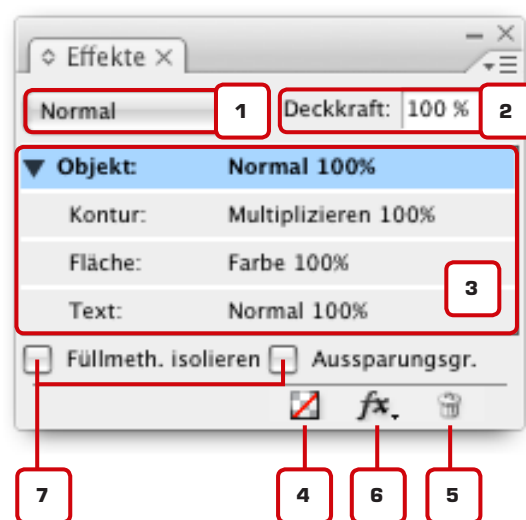 Effekte
Normal 1 Deckkraft: 100 % 2
Objekt: Normal 100%
Kontur: Multiplizieren 100%
Fläche: Farbe 100%
Text: Normal 100%
3
Füllmeth. isolieren Aussparungsgr.
fx
7 4 6 5